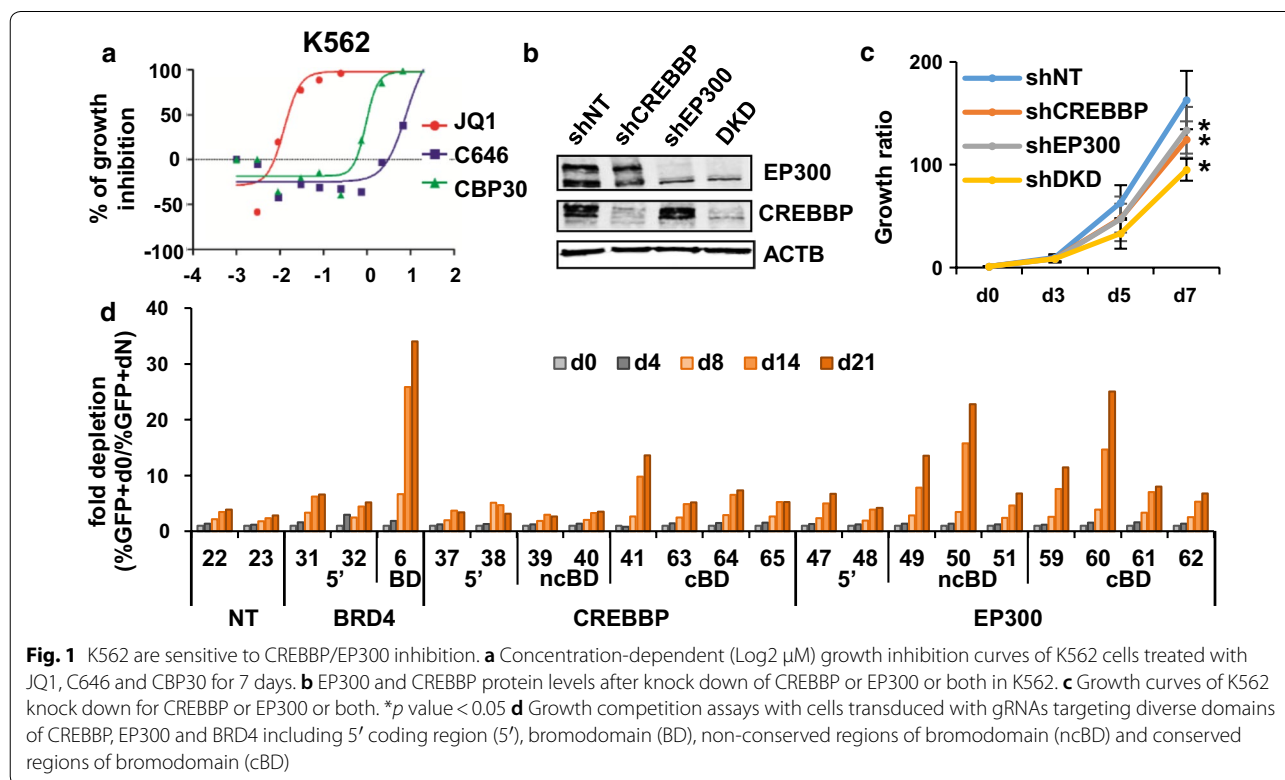 a
K562
% of growth inhibition
100
50
0
-50
-100
-4 -3 -2 -1 0 1 2
JQ1
C646
CBP30
b
shNT shCREBBP shEP300 DKD
EP300
CREBBP
ACTB
c
Growth ratio
200
100
0
shNT
shCREBBP
shEP300
shDKD
*
*
*
d0 d3 d5 d7
d
fold depletion
(%GFP+d0/%GFP+dN)
40
30
20
10
0
d0 d4 d8 d14 d21
22 23 31 32 6 37 38 39 40 41 63 64 65 47 48 49 50 51 59 60 61 62
5′ BD 5′ ncBD cBD 5′ ncBD cBD
NT BRD4 CREBBP EP300
Fig. 1 K562 are sensitive to CREBBP/EP300 inhibition. a Concentration-dependent (Log2 μM) growth inhibition curves of K562 cells treated with
JQ1, C646 and CBP30 for 7 days. b EP300 and CREBBP protein levels after knock down of CREBBP or EP300 or both in K562. c Growth curves of K562
knock down for CREBBP or EP300 or both. *p value < 0.05 d Growth competition assays with cells transduced with gRNAs targeting diverse domains
of CREBBP, EP300 and BRD4 including 5′ coding region (5′), bromodomain (BD), non-conserved regions of bromodomain (ncBD) and conserved
regions of bromodomain (cBD)